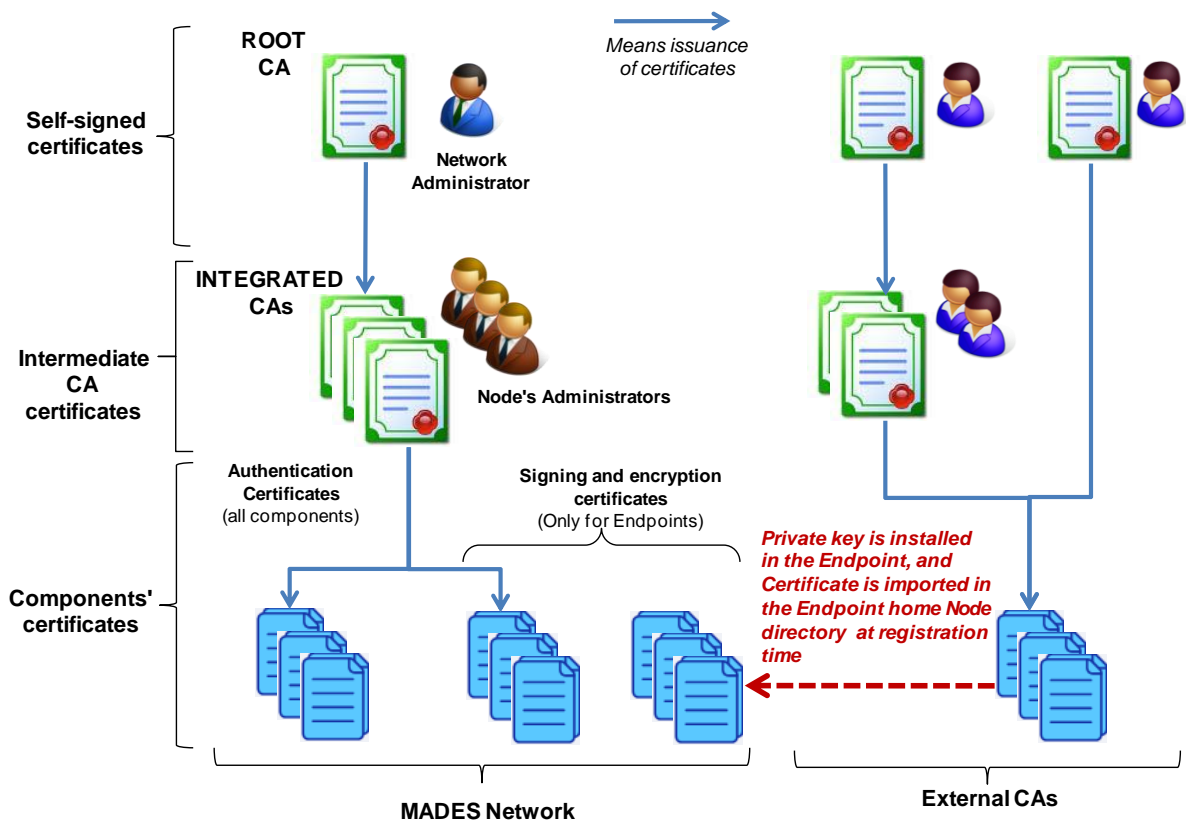 ROOT
CA
Means issuance
of certificates
Self-signed
certificates
Network
Administrator
INTEGRATED
CAs
Intermediate
CA
certificates
Node's Administrators
Authentication
Certificates
(all components)
Signing and encryption
certificates
(Only for Endpoints)
Private key is installed
in the Endpoint, and
Certificate is imported in
the Endpoint home Node
directory at registration
time
Components'
certificates
MADES Network
External CAs